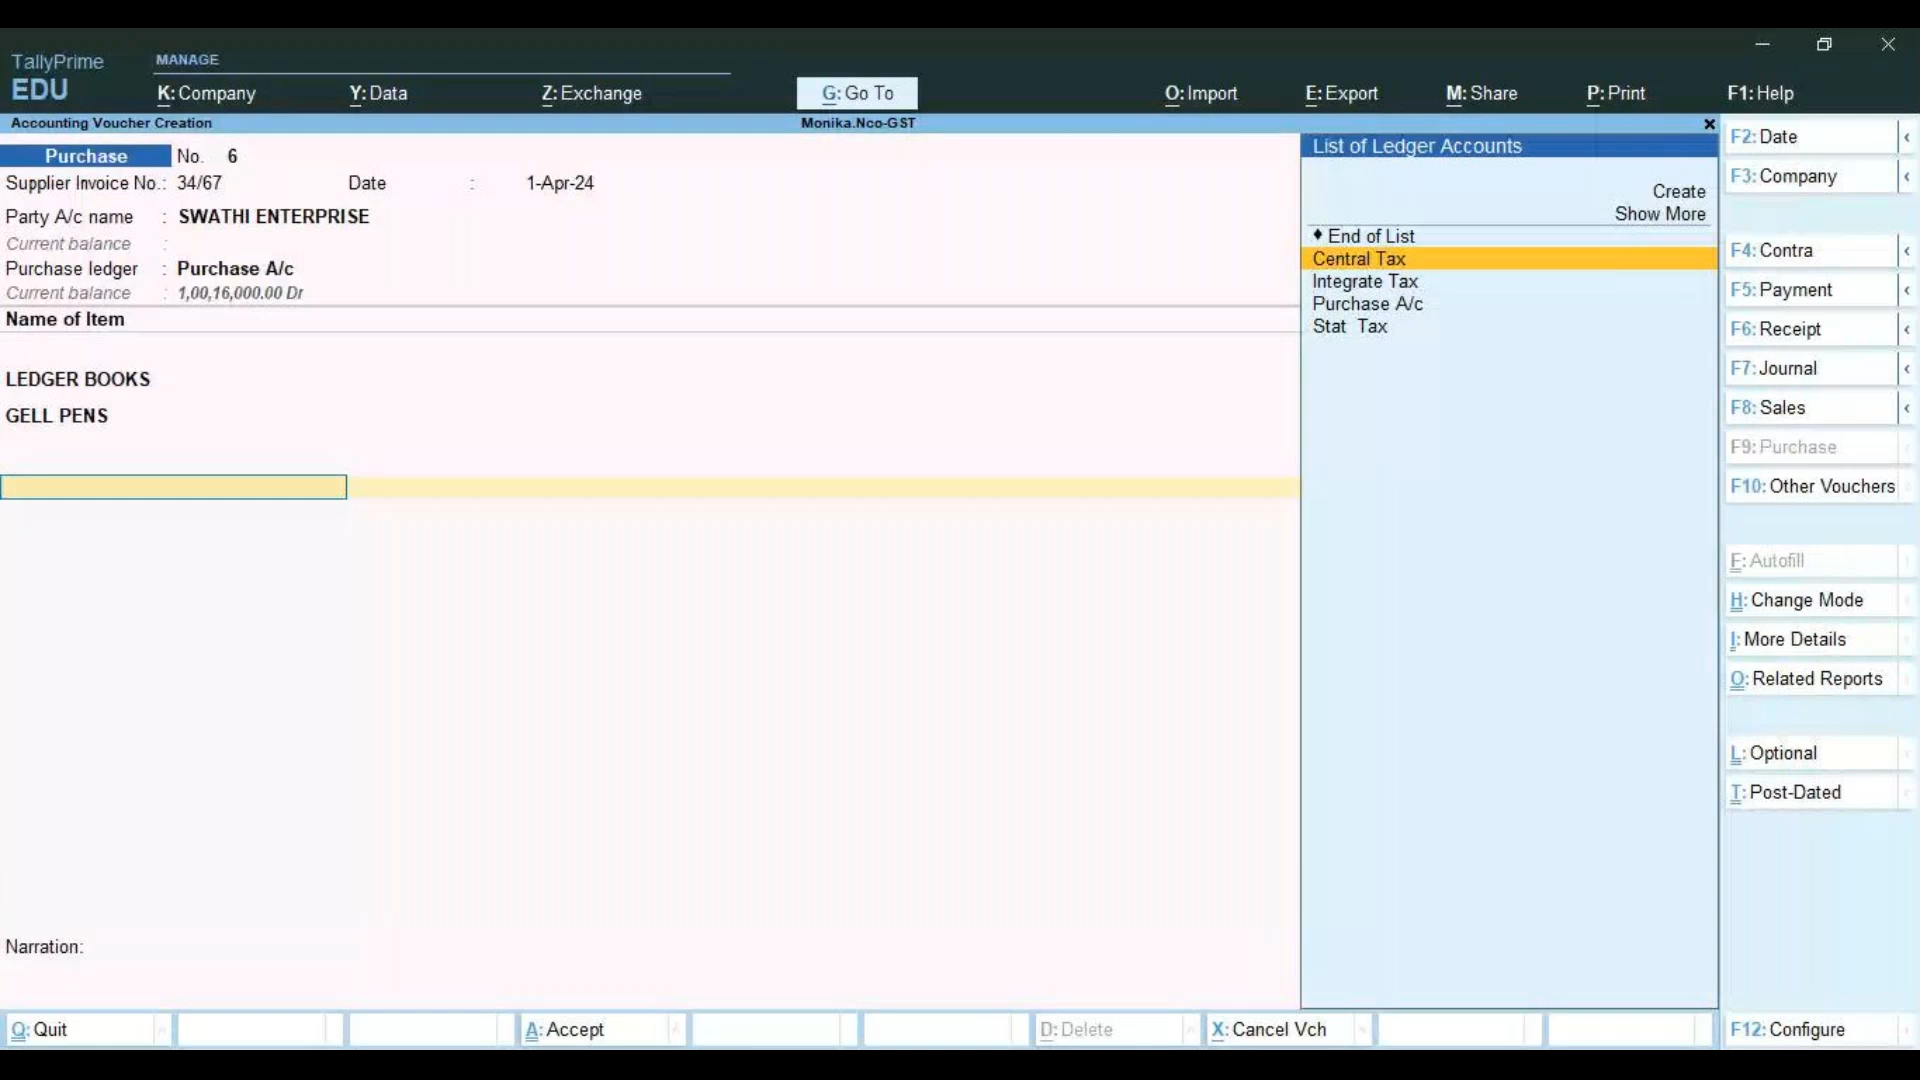 TallyPrime
EDU
MANAGE
K: Company
Y: Data
Z: Exchange
G: Go To
O: Import
E: Export
M: Share
P: Print
F1: Help
Accounting Voucher Creation
Monika.Nco-GST
Purchase No. 6
Supplier Invoice No.: 34/67 Date : 1-Apr-24
Party A/c name : SWATHI ENTERPRISE
Current balance :
Purchase ledger : Purchase A/c
Current balance : 1,00,16,000.00 Dr
Name of Item
LEDGER BOOKS
GELL PENS
Narration:
List of Ledger Accounts
Create
Show More
♦ End of List
Central Tax
Integrate Tax
Purchase A/c
Stat Tax
F2: Date
F3: Company
F4: Contra
F5: Payment
F6: Receipt
F7: Journal
F8: Sales
F9: Purchase
F10: Other Vouchers
F: Autofill
H: Change Mode
I: More Details
O: Related Reports
L: Optional
T: Post-Dated
Q: Quit
A: Accept
D: Delete
X: Cancel Vch
F12: Configure